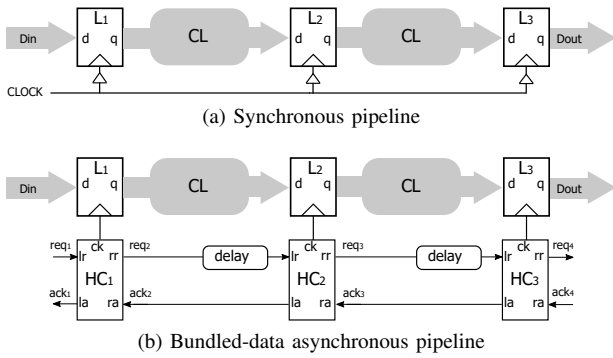 L1 L2 L3
Din d q CL d q CL d q Dout
CLOCK
(a) Synchronous pipeline
L1 L2 L3
Din d q CL d q CL d q Dout
req1 ck req2 delay ck req3 delay ck req4
lr rr lr rr lr rr
HC1 HC2 HC3
ack1 la ra ack2 la ra ack3 la ra ack4
(b) Bundled-data asynchronous pipeline